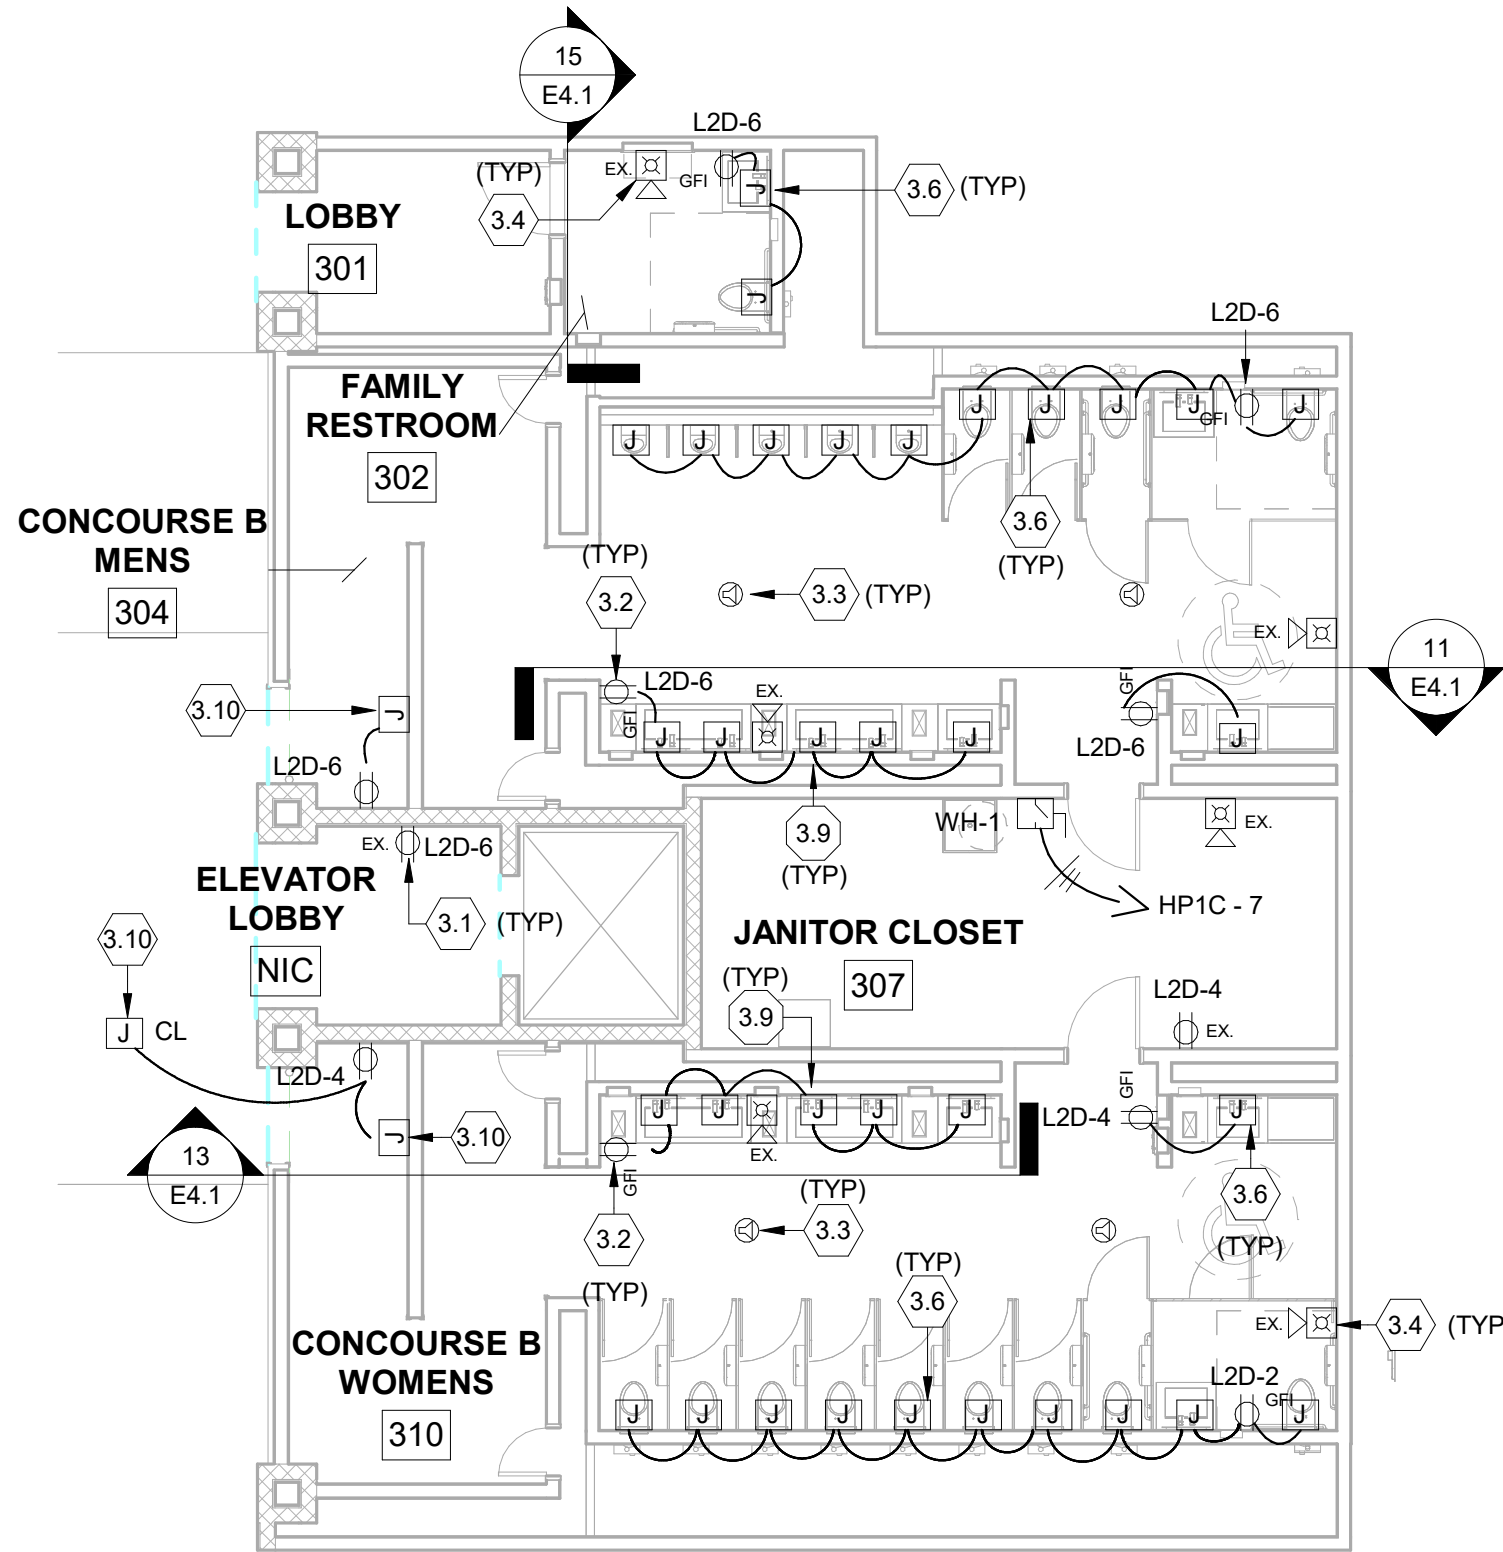 15
E4.1
L2D-6
(TYP)
EX.
GFI
J
3.4
3.6 (TYP)
LOBBY
301
J
L2D-6
FAMILY
RESTROOM
302
J J J J J
GFI
J J J J J
3.6
(TYP)
CONCOURSE B
MENS
304
(TYP)
3.2
3.3 (TYP)
EX.
11
E4.1
3.10
J
L2D-6
GFI
EX.
J J J J J
GFI
J
L2D-6
L2D-6
3.9
(TYP)
WH-1
EX.
EX.
L2D-6
ELEVATOR
LOBBY
NIC
3.1 (TYP)
HP1C - 7
JANITOR CLOSET
307
3.10
J CL
(TYP)
3.9
L2D-4
EX.
L2D-4
J
3.10
J J J J J
EX.
GFI
L2D-4
GFI
J
13
E4.1
3.2
(TYP)
(TYP)
3.3
3.6
(TYP)
(TYP)
3.6
CONCOURSE B
WOMENS
310
EX.
3.4 (TYP
L2D-2
GFI
J J J J J J J J J J